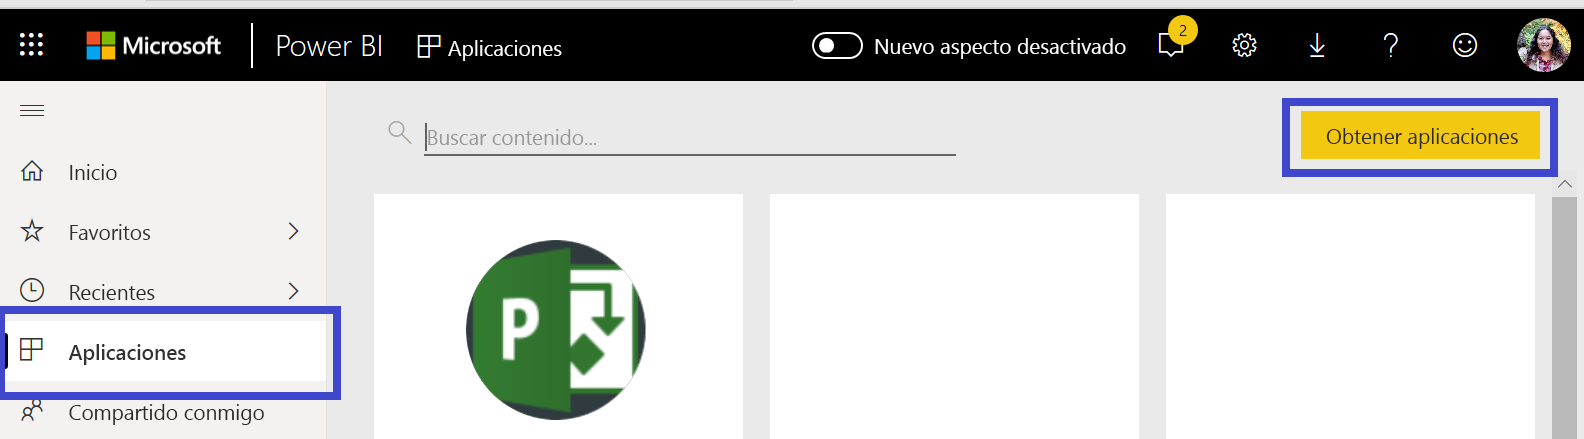 Microsoft
Power BI
Aplicaciones
Nuevo aspecto desactivado
2
Buscar contenido...
Obtener aplicaciones
Inicio
Favoritos
Recientes
Aplicaciones
Compartido conmigo
P